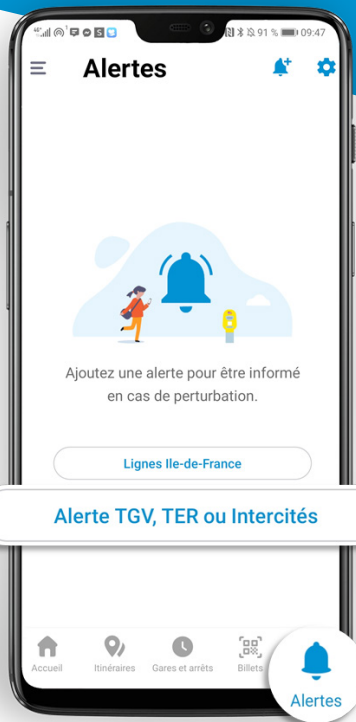 91 % 09:47
Alertes
Ajoutez une alerte pour être informé
en cas de perturbation.
Lignes Ile-de-France
Alerte TGV, TER ou Intercités
Accueil
Itinéraires
Gares et arrêts
Billets
Alertes